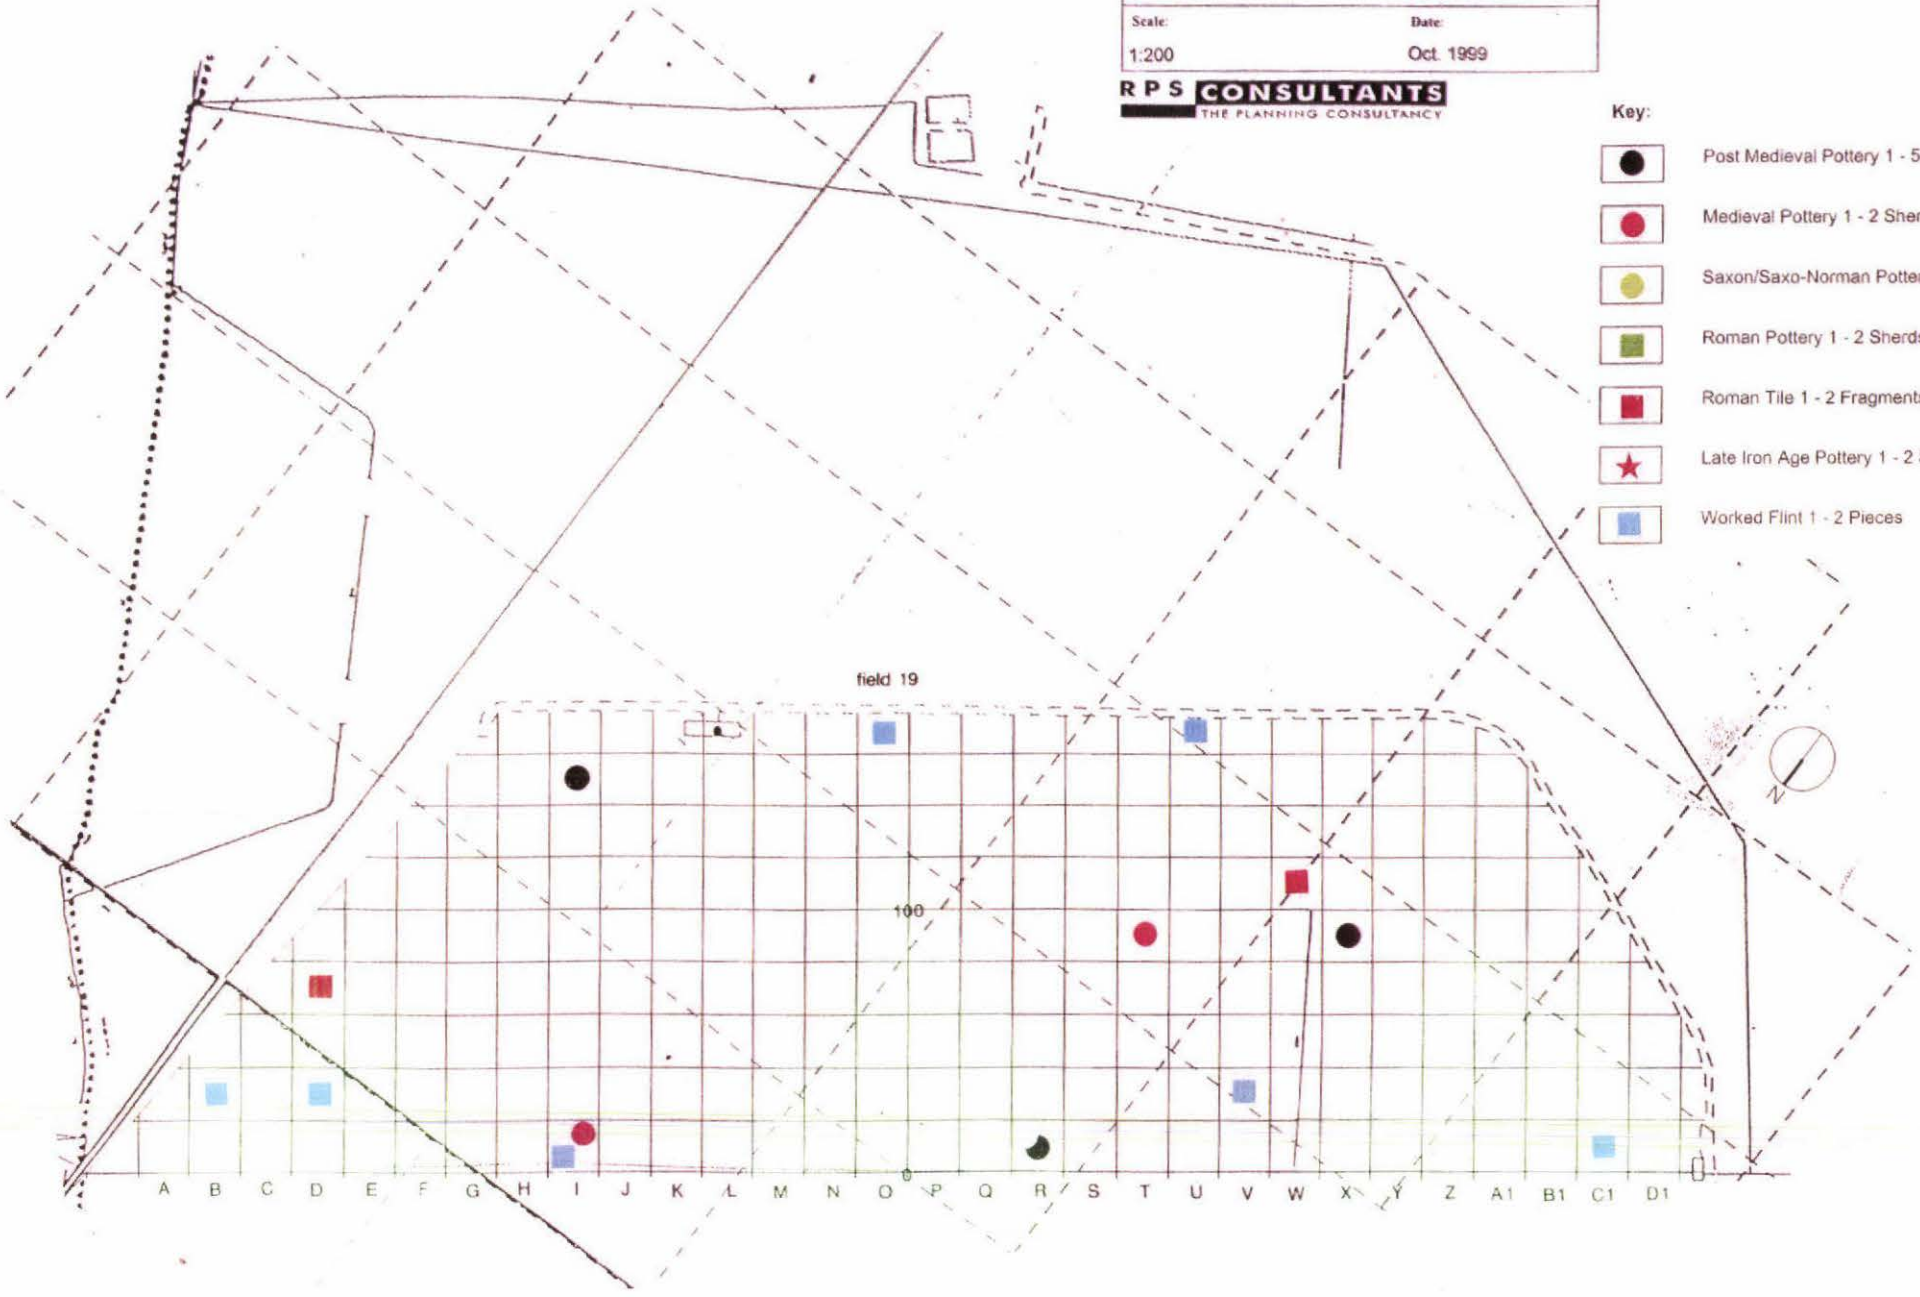 Scale: Date:
1:200 Oct. 1999
RPS CONSULTANTS
THE PLANNING CONSULTANCY
Key:
Post Medieval Pottery 1 - 5
Medieval Pottery 1 - 2 Sher
Saxon/Saxo-Norman Potte
Roman Pottery 1 - 2 Sherds
Roman Tile 1 - 2 Fragments
Late Iron Age Pottery 1 - 2
Worked Flint 1 - 2 Pieces
field 19
N
100
0
A B C D E F G H I J K L M N O P Q R S T U V W X Y Z A1 B1 C1 D1